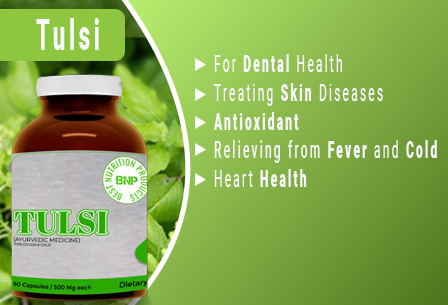 Tulsi
▶ For Dental Health
▶ Treating Skin Diseases
▶ Antioxidant
▶ Relieving from Fever and Cold
▶ Heart Health
BEST NUTRITION PRODUCTS
BNP
TULSI
(AYURVEDIC MEDICINE)
FOR COUGH & COLD
60 Capsules / 500 Mg each
Dietary